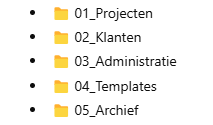 01_Projecten
02_Klanten
03_Administratie
04_Templates
05_Archief